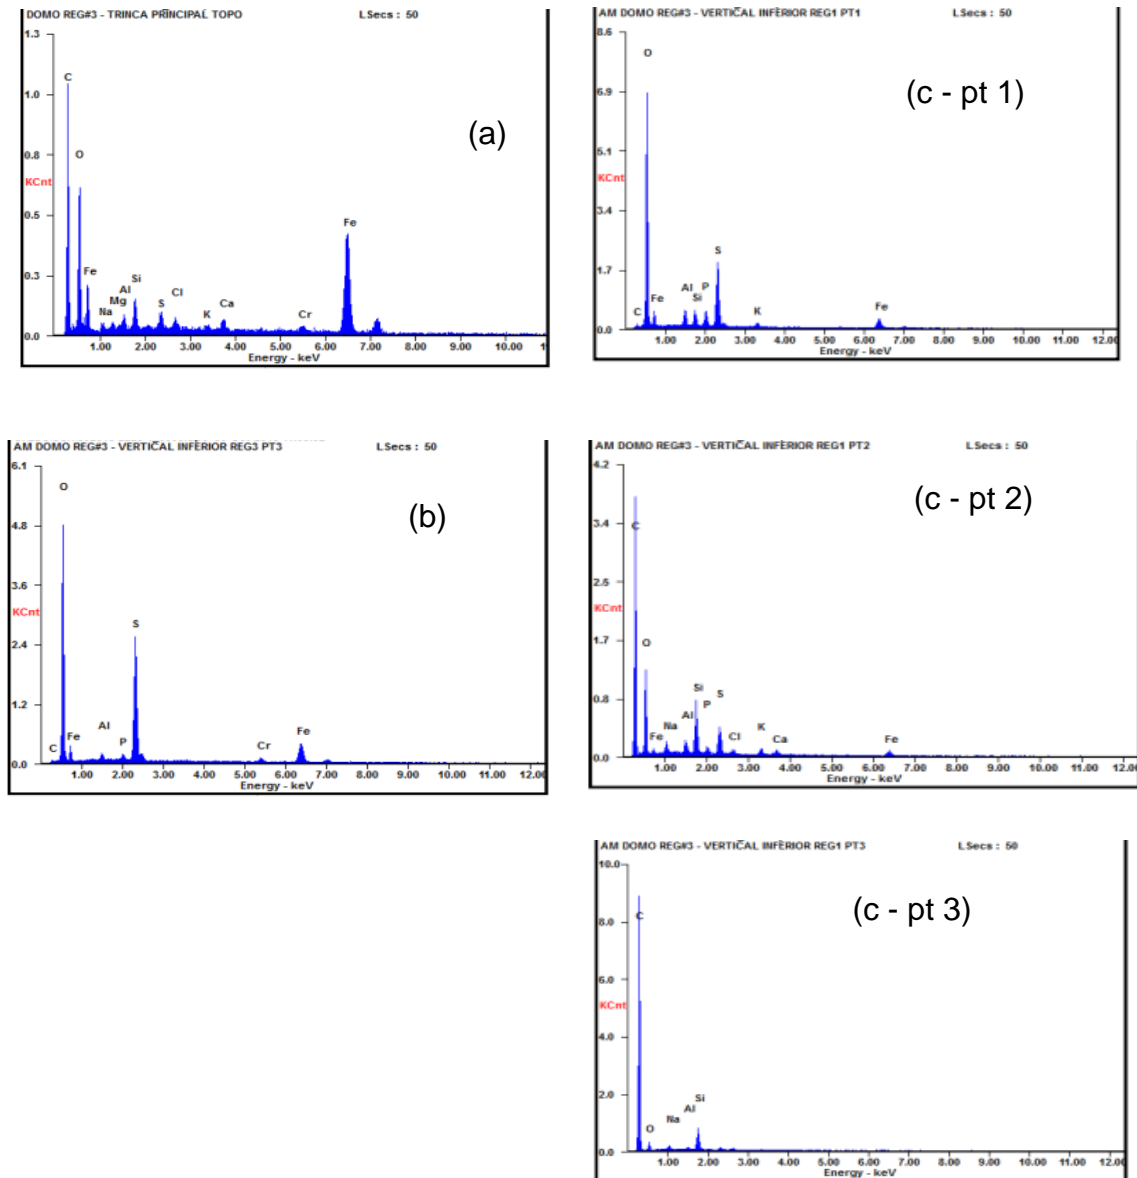 DOMO REG#3 - TRINCA PRINCIPAL TOPO LSecs : 50
1.3
C
1.0
(a)
O
0.8
KCnt
0.5
Fe
Fe
0.3
Na Mg Al Si S Cl K Ca Cr
0.0
1.00 2.00 3.00 4.00 5.00 6.00 7.00 8.00 9.00 10.00
Energy - keV
AM DOMO REG#3 - VERTICAL INFERIOR REG1 PT1 LSecs : 50
8.6
O
(c - pt 1)
6.9
5.1
KCnt
3.4
S
1.7
C Fe Al Si P K Fe
0.0
1.00 2.00 3.00 4.00 5.00 6.00 7.00 8.00 9.00 10.00 11.00 12.00
Energy - keV
AM DOMO REG#3 - VERTICAL INFERIOR REG3 PT3 LSecs : 50
6.1
O
(b)
4.8
3.6
KCnt
S
2.4
1.2
C Fe Al P Cr Fe
0.0
1.00 2.00 3.00 4.00 5.00 6.00 7.00 8.00 9.00 10.00 11.00 12.00
Energy - keV
AM DOMO REG#3 - VERTICAL INFERIOR REG1 PT2 LSecs : 50
4.2
(c - pt 2)
3.4
C
2.5
KCnt
1.7
O
0.8
Fe Na Al Si P S Cl K Ca Fe
0.0
1.00 2.00 3.00 4.00 5.00 6.00 7.00 8.00 9.00 10.00 11.00 12.00
Energy - keV
AM DOMO REG#3 - VERTICAL INFERIOR REG1 PT3 LSecs : 50
10.0
C
(c - pt 3)
8.0
6.0
KCnt
4.0
2.0
O Na Al Si
0.0
1.00 2.00 3.00 4.00 5.00 6.00 7.00 8.00 9.00 10.00 11.00 12.00
Energy - keV